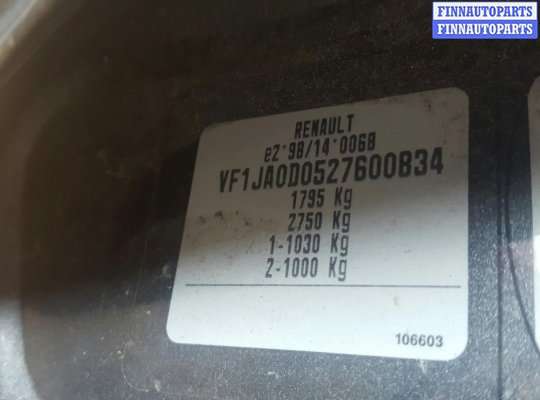 FINNAUTOPARTS
FINNAUTOPARTS
RENAULT
e2*98/14*0068
VF1JA0D0527600834
1795 Kg
2750 Kg
1-1030 Kg
2-1000 Kg
106603